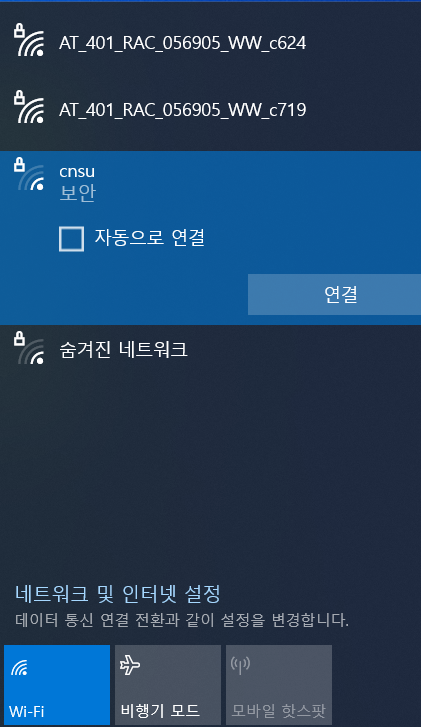 AT_401_RAC_056905_WW_c624
AT_401_RAC_056905_WW_c719
cnsu
보안
자동으로 연결
연결
숨겨진 네트워크
네트워크 및 인터넷 설정
데이터 통신 연결 전환과 같이 설정을 변경합니다.
Wi-Fi
비행기 모드
모바일 핫스팟